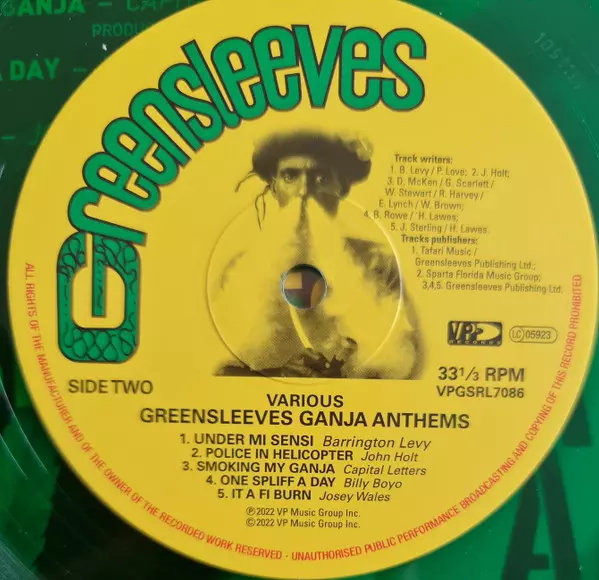 GANJA – CAPI
PRODU
A DAY –
Greensleeves
Track writers:
1. B. Levy / P. Love; 2. J. Holt;
3. D. McKen / G. Scarlett /
W. Stewart / R. Harvey /
E. Lynch / W. Brown;
4. B. Rowe / H. Lawes;
5. J. Sterling / H. Lawes.
Tracks publishers:
1. Tafari Music /
Greensleeves Publishing Ltd.;
2. Sparta Florida Music Group;
3,4,5. Greensleeves Publishing Ltd.
VP
RECORDS
LC 05923
SIDE TWO
33 1/3 RPM
VPGSRL7086
VARIOUS
GREENSLEEVES GANJA ANTHEMS
1. UNDER MI SENSI Barrington Levy
2. POLICE IN HELICOPTER John Holt
3. SMOKING MY GANJA Capital Letters
4. ONE SPLIFF A DAY Billy Boyo
5. IT A FI BURN Josey Wales
Ⓟ2022 VP Music Group Inc.
©2022 VP Music Group Inc.
ALL RIGHTS OF THE MANUFACTURER AND OF THE OWNER OF THE RECORDED WORK RESERVED - UNAUTHORISED PUBLIC PERFORMANCE BROADCASTING AND COPYING OF THIS RECORD PROHIBITED